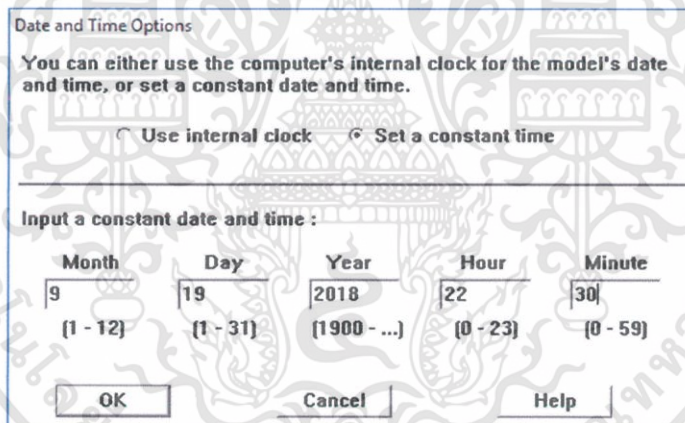 Date and Time Options
You can either use the computer's internal clock for the model's date
and time, or set a constant date and time.
Use internal clock Set a constant time
Input a constant date and time :
Month Day Year Hour Minute
9 19 2018 22 30
(1 - 12) (1 - 31) (1900 - ...) (0 - 23) (0 - 59)
OK Cancel Help